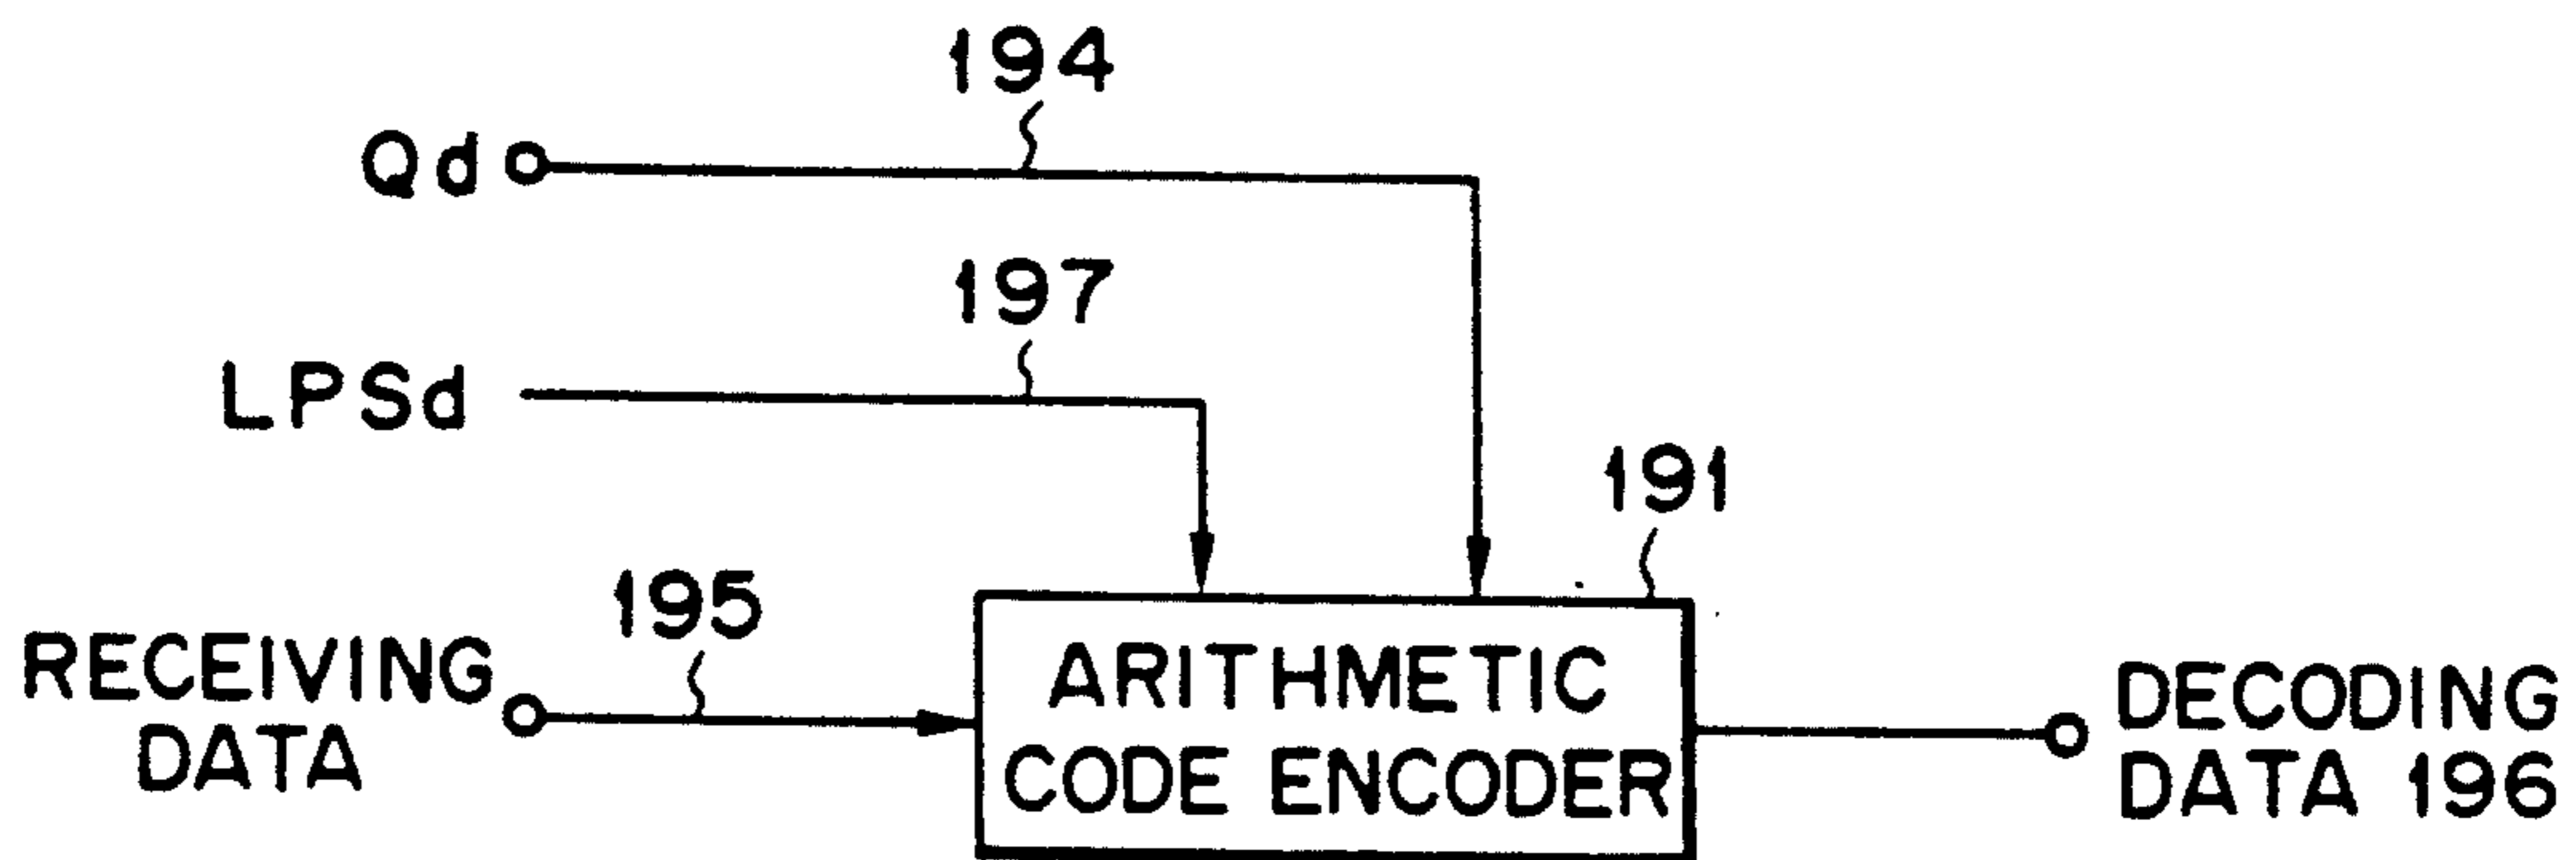 194
Qd
197
LPSd
191
195
RECEIVING
DATA
ARITHMETIC
CODE ENCODER
DECODING
DATA 196